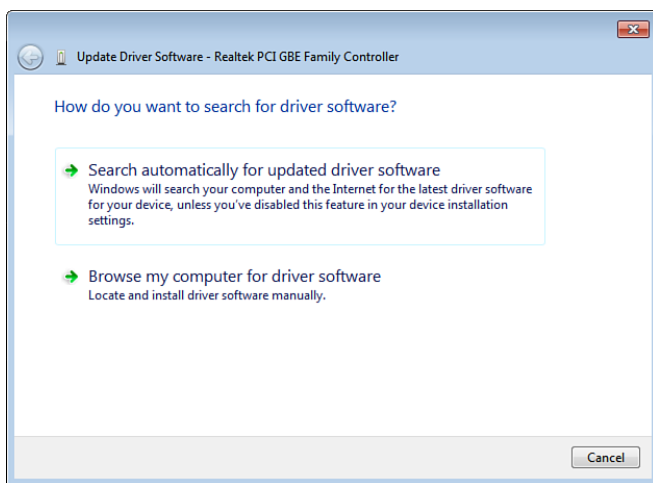 Update Driver Software - Realtek PCI GBE Family Controller
How do you want to search for driver software?
Search automatically for updated driver software
Windows will search your computer and the Internet for the latest driver software
for your device, unless you've disabled this feature in your device installation
settings.
Browse my computer for driver software
Locate and install driver software manually.
Cancel